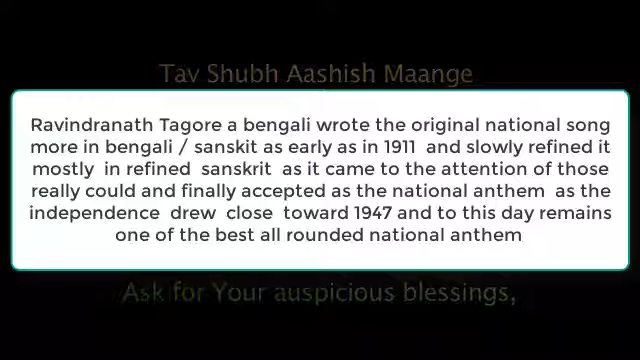 Tav Shubh Aashish Maange
Ravindranath Tagore a bengali wrote the original national song
more in bengali / sanskit as early as in 1911 and slowly refined it
mostly in refined sanskrit as it came to the attention of those
really could and finally accepted as the national anthem as the
independence drew close toward 1947 and to this day remains
one of the best all rounded national anthem
Ask for Your auspicious blessings,